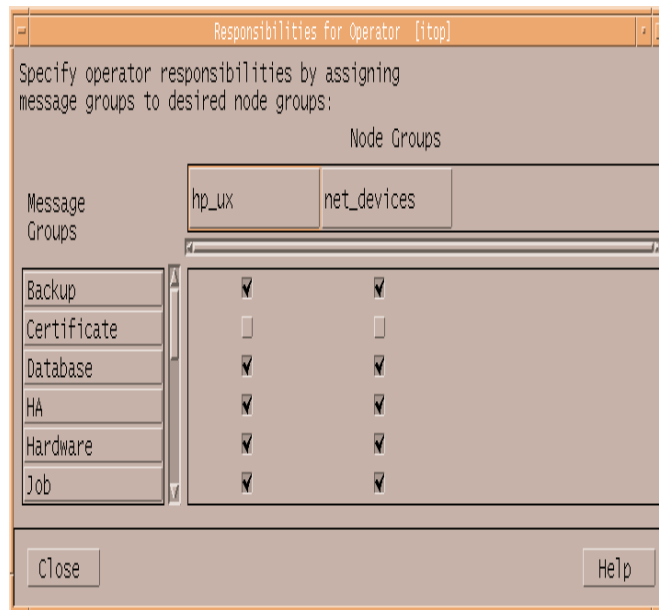 Responsibilities for Operator [itop]
Specify operator responsibilities by assigning
message groups to desired node groups:
Node Groups
Message
Groups
hp_ux net_devices
Backup
Certificate
Database
HA
Hardware
Job
Close Help